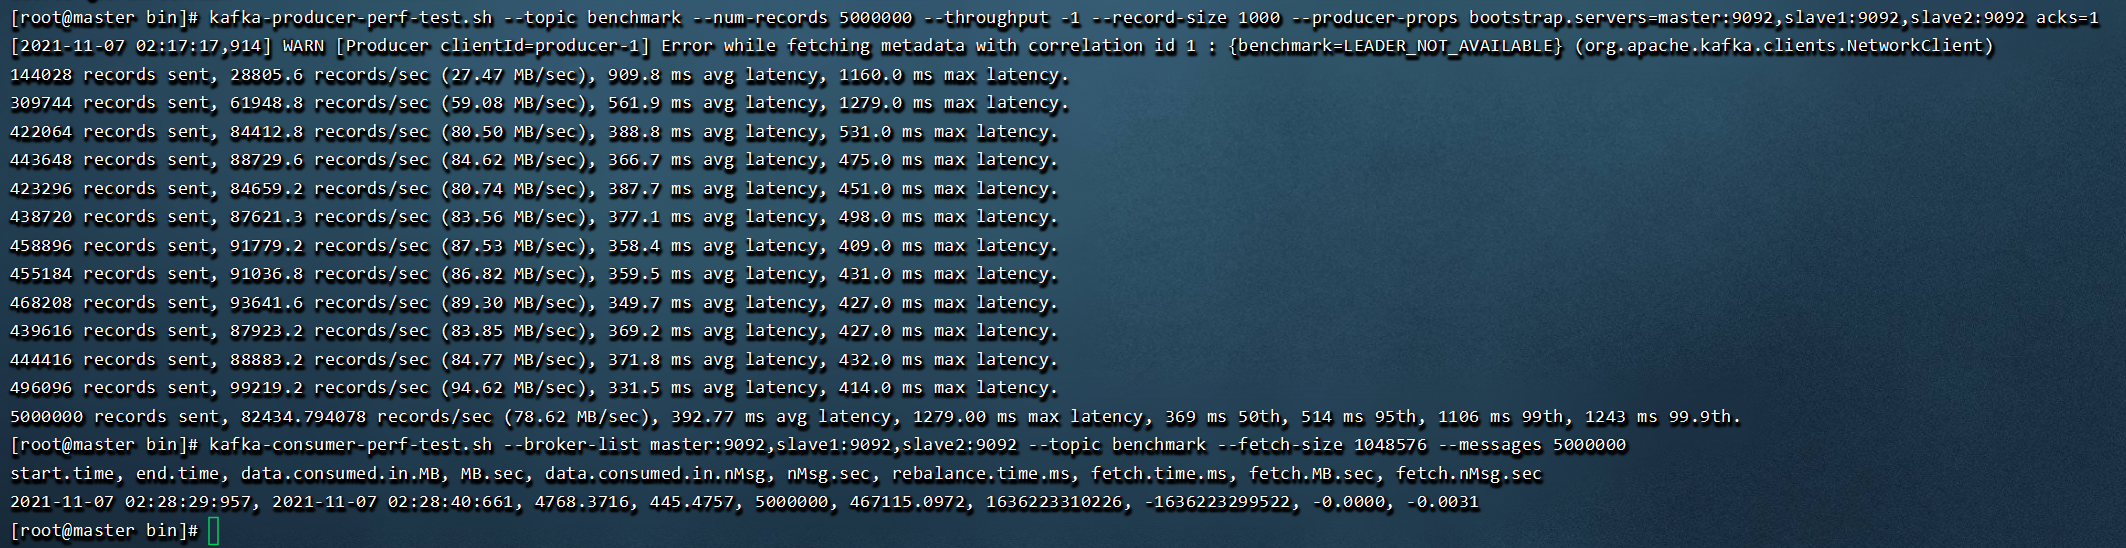 [root@master bin]# kafka-producer-perf-test.sh --topic benchmark --num-records 5000000 --throughput -1 --record-size 1000 --producer-props bootstrap.servers=master:9092,slave1:9092,slave2:9092 acks=1
[2021-11-07 02:17:17,914] WARN [Producer clientId=producer-1] Error while fetching metadata with correlation id 1 : {benchmark=LEADER_NOT_AVAILABLE} (org.apache.kafka.clients.NetworkClient)
144028 records sent, 28805.6 records/sec (27.47 MB/sec), 909.8 ms avg latency, 1160.0 ms max latency.
309744 records sent, 61948.8 records/sec (59.08 MB/sec), 561.9 ms avg latency, 1279.0 ms max latency.
422064 records sent, 84412.8 records/sec (80.50 MB/sec), 388.8 ms avg latency, 531.0 ms max latency.
443648 records sent, 88729.6 records/sec (84.62 MB/sec), 366.7 ms avg latency, 475.0 ms max latency.
423296 records sent, 84659.2 records/sec (80.74 MB/sec), 387.7 ms avg latency, 451.0 ms max latency.
438720 records sent, 87621.3 records/sec (83.56 MB/sec), 377.1 ms avg latency, 498.0 ms max latency.
458896 records sent, 91779.2 records/sec (87.53 MB/sec), 358.4 ms avg latency, 409.0 ms max latency.
455184 records sent, 91036.8 records/sec (86.82 MB/sec), 359.5 ms avg latency, 431.0 ms max latency.
468208 records sent, 93641.6 records/sec (89.30 MB/sec), 349.7 ms avg latency, 427.0 ms max latency.
439616 records sent, 87923.2 records/sec (83.85 MB/sec), 369.2 ms avg latency, 427.0 ms max latency.
444416 records sent, 88883.2 records/sec (84.77 MB/sec), 371.8 ms avg latency, 432.0 ms max latency.
496096 records sent, 99219.2 records/sec (94.62 MB/sec), 331.5 ms avg latency, 414.0 ms max latency.
5000000 records sent, 82434.794078 records/sec (78.62 MB/sec), 392.77 ms avg latency, 1279.00 ms max latency, 369 ms 50th, 514 ms 95th, 1106 ms 99th, 1243 ms 99.9th.
[root@master bin]# kafka-consumer-perf-test.sh --broker-list master:9092,slave1:9092,slave2:9092 --topic benchmark --fetch-size 1048576 --messages 5000000
start.time, end.time, data.consumed.in.MB, MB.sec, data.consumed.in.nMsg, nMsg.sec, rebalance.time.ms, fetch.time.ms, fetch.MB.sec, fetch.nMsg.sec
2021-11-07 02:28:29:957, 2021-11-07 02:28:40:661, 4768.3716, 445.4757, 5000000, 467115.0972, 1636223310226, -1636223299522, -0.0000, -0.0031
[root@master bin]#